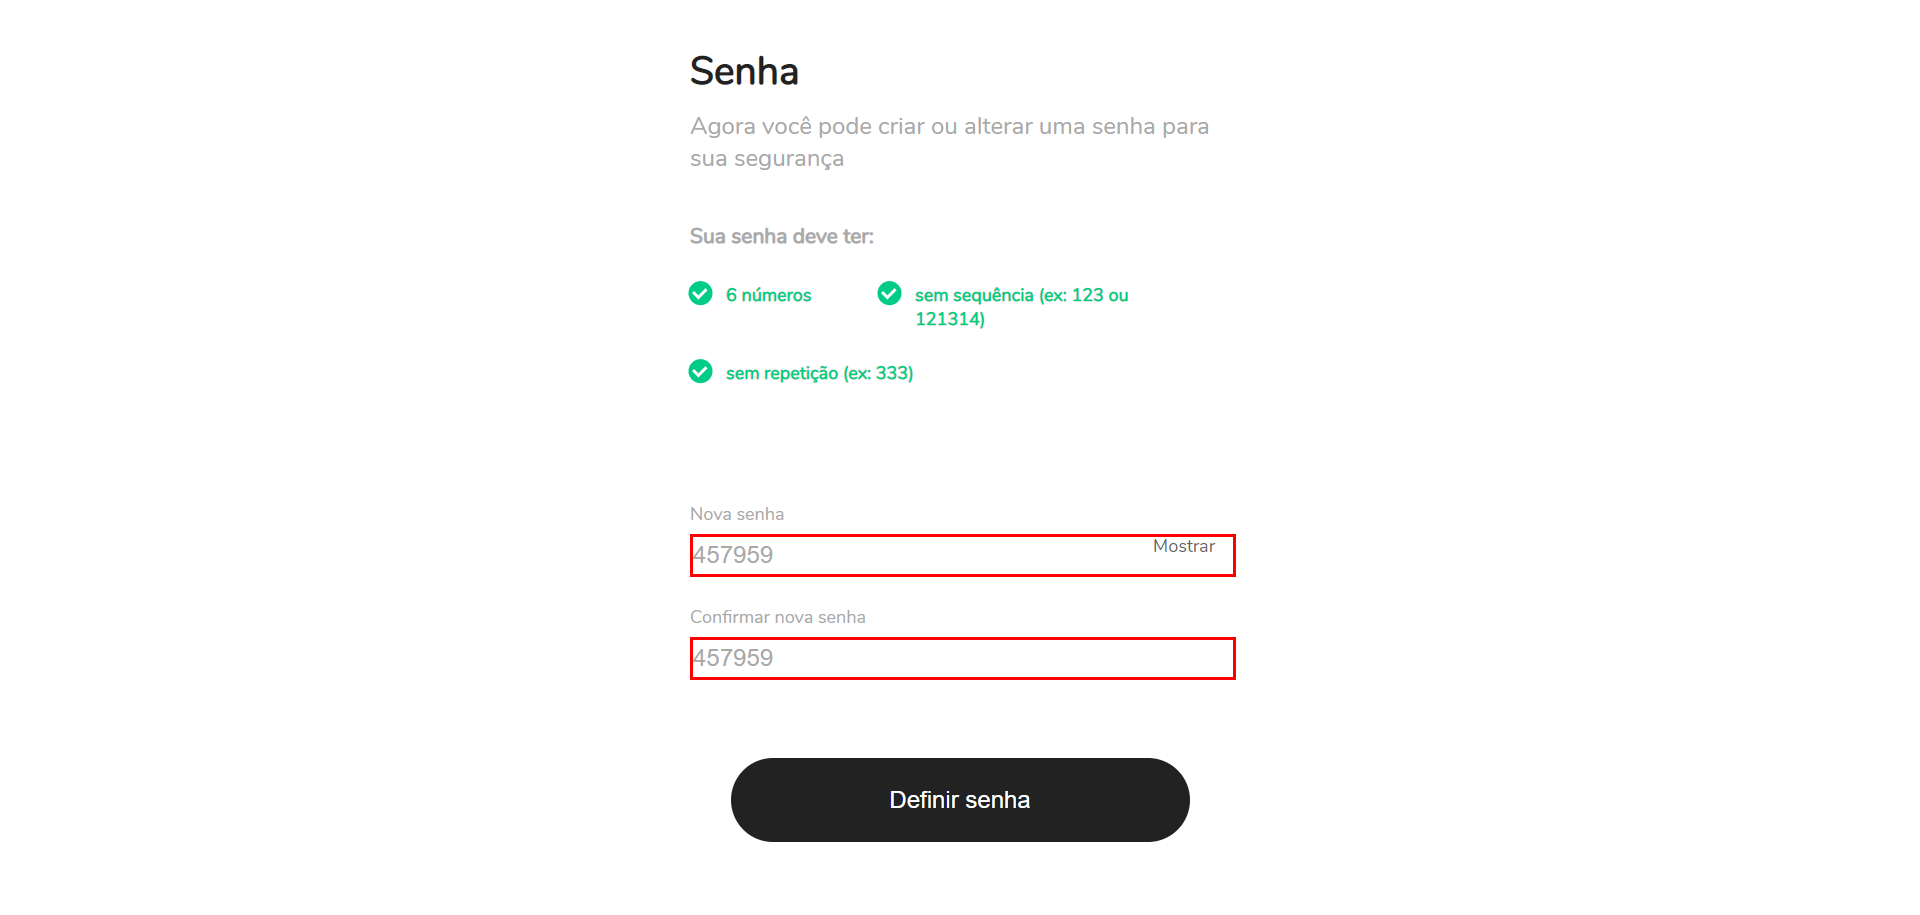 Senha
Agora você pode criar ou alterar uma senha para
sua segurança
Sua senha deve ter:
6 números
sem sequência (ex: 123 ou
121314)
sem repetição (ex: 333)
Nova senha
457959 Mostrar
Confirmar nova senha
457959
Definir senha